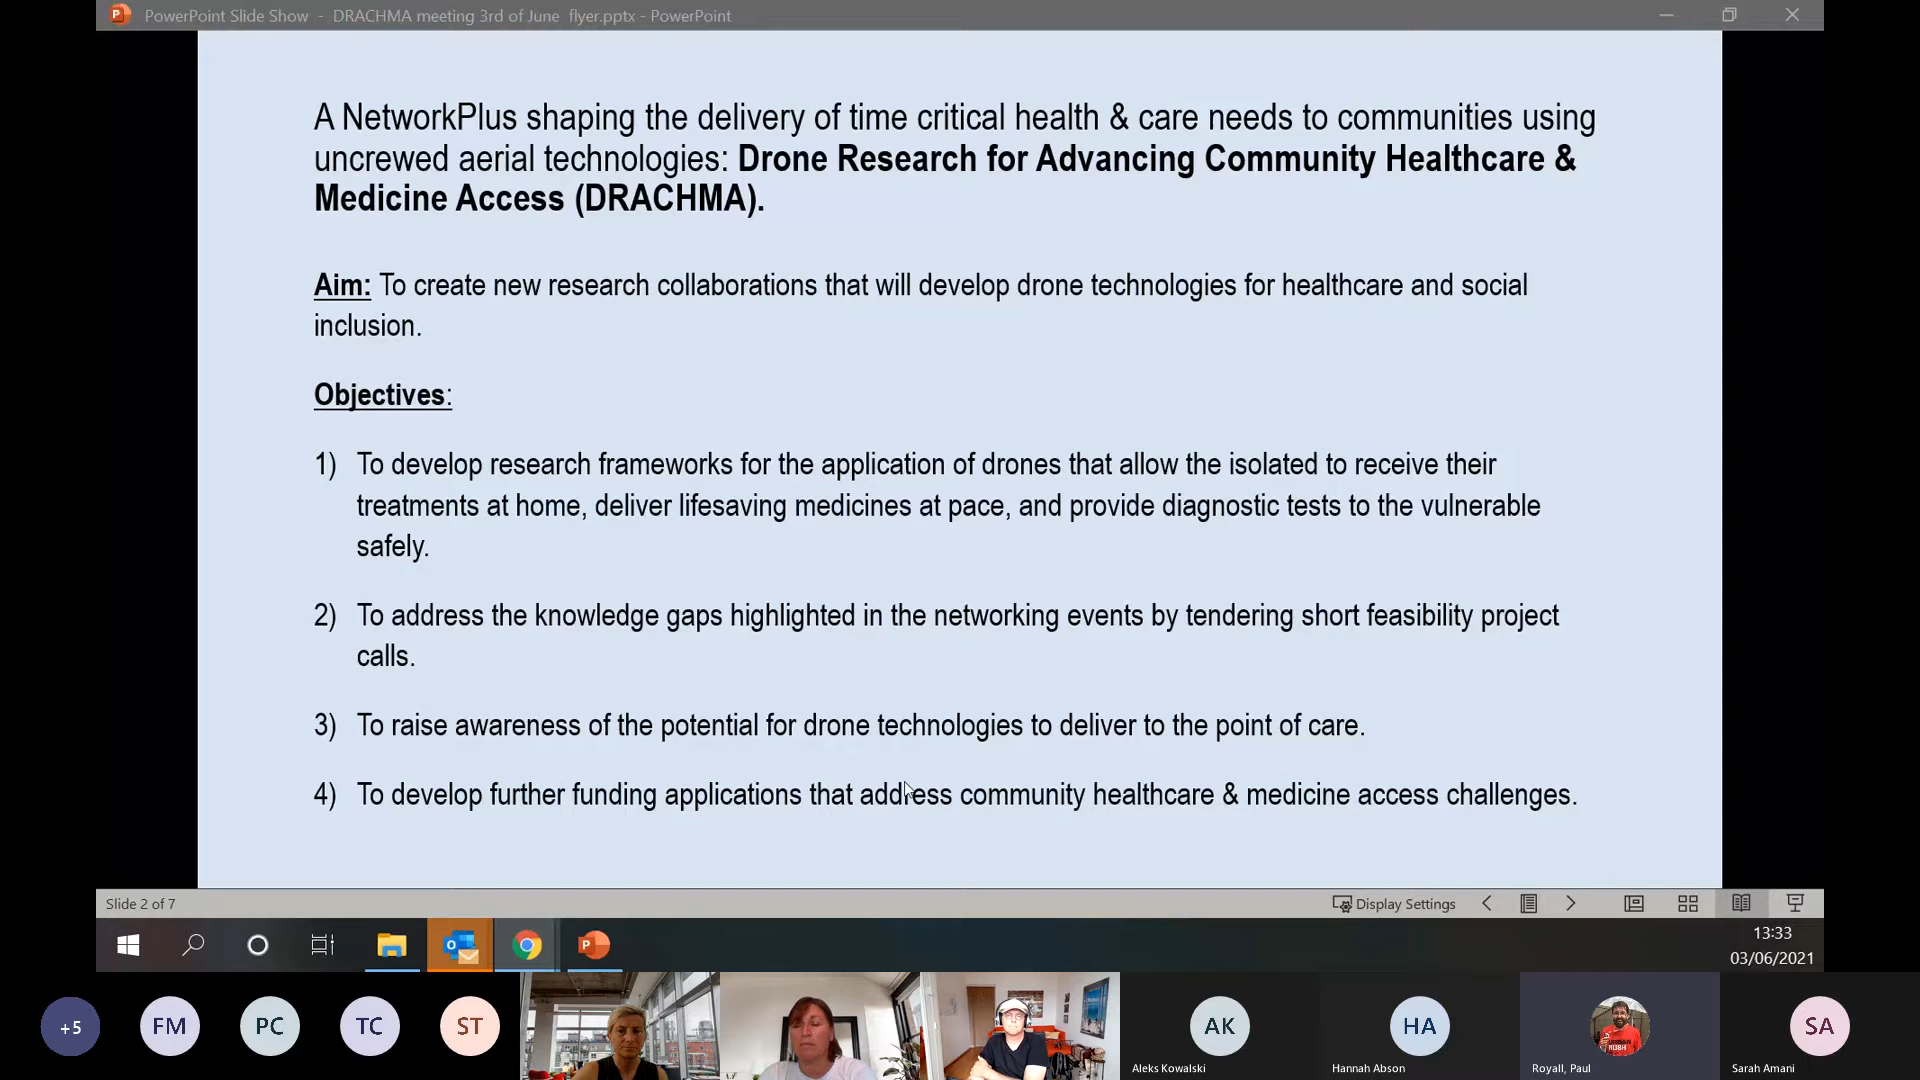 PowerPoint Slide Show - DRACHMA meeting 3rd of June flyer.pptx - PowerPoint
A NetworkPlus shaping the delivery of time critical health & care needs to communities using
uncrewed aerial technologies: Drone Research for Advancing Community Healthcare &
Medicine Access (DRACHMA).
Aim: To create new research collaborations that will develop drone technologies for healthcare and social
inclusion.
Objectives:
1) To develop research frameworks for the application of drones that allow the isolated to receive their
treatments at home, deliver lifesaving medicines at pace, and provide diagnostic tests to the vulnerable
safely.
2) To address the knowledge gaps highlighted in the networking events by tendering short feasibility project
calls.
3) To raise awareness of the potential for drone technologies to deliver to the point of care.
4) To develop further funding applications that address community healthcare & medicine access challenges.
Slide 2 of 7
Display Settings
13:33
03/06/2021
+5
FM
PC
TC
ST
AK
HA
SA
Aleks Kowalski
Hannah Abson
Royall, Paul
Sarah Amani